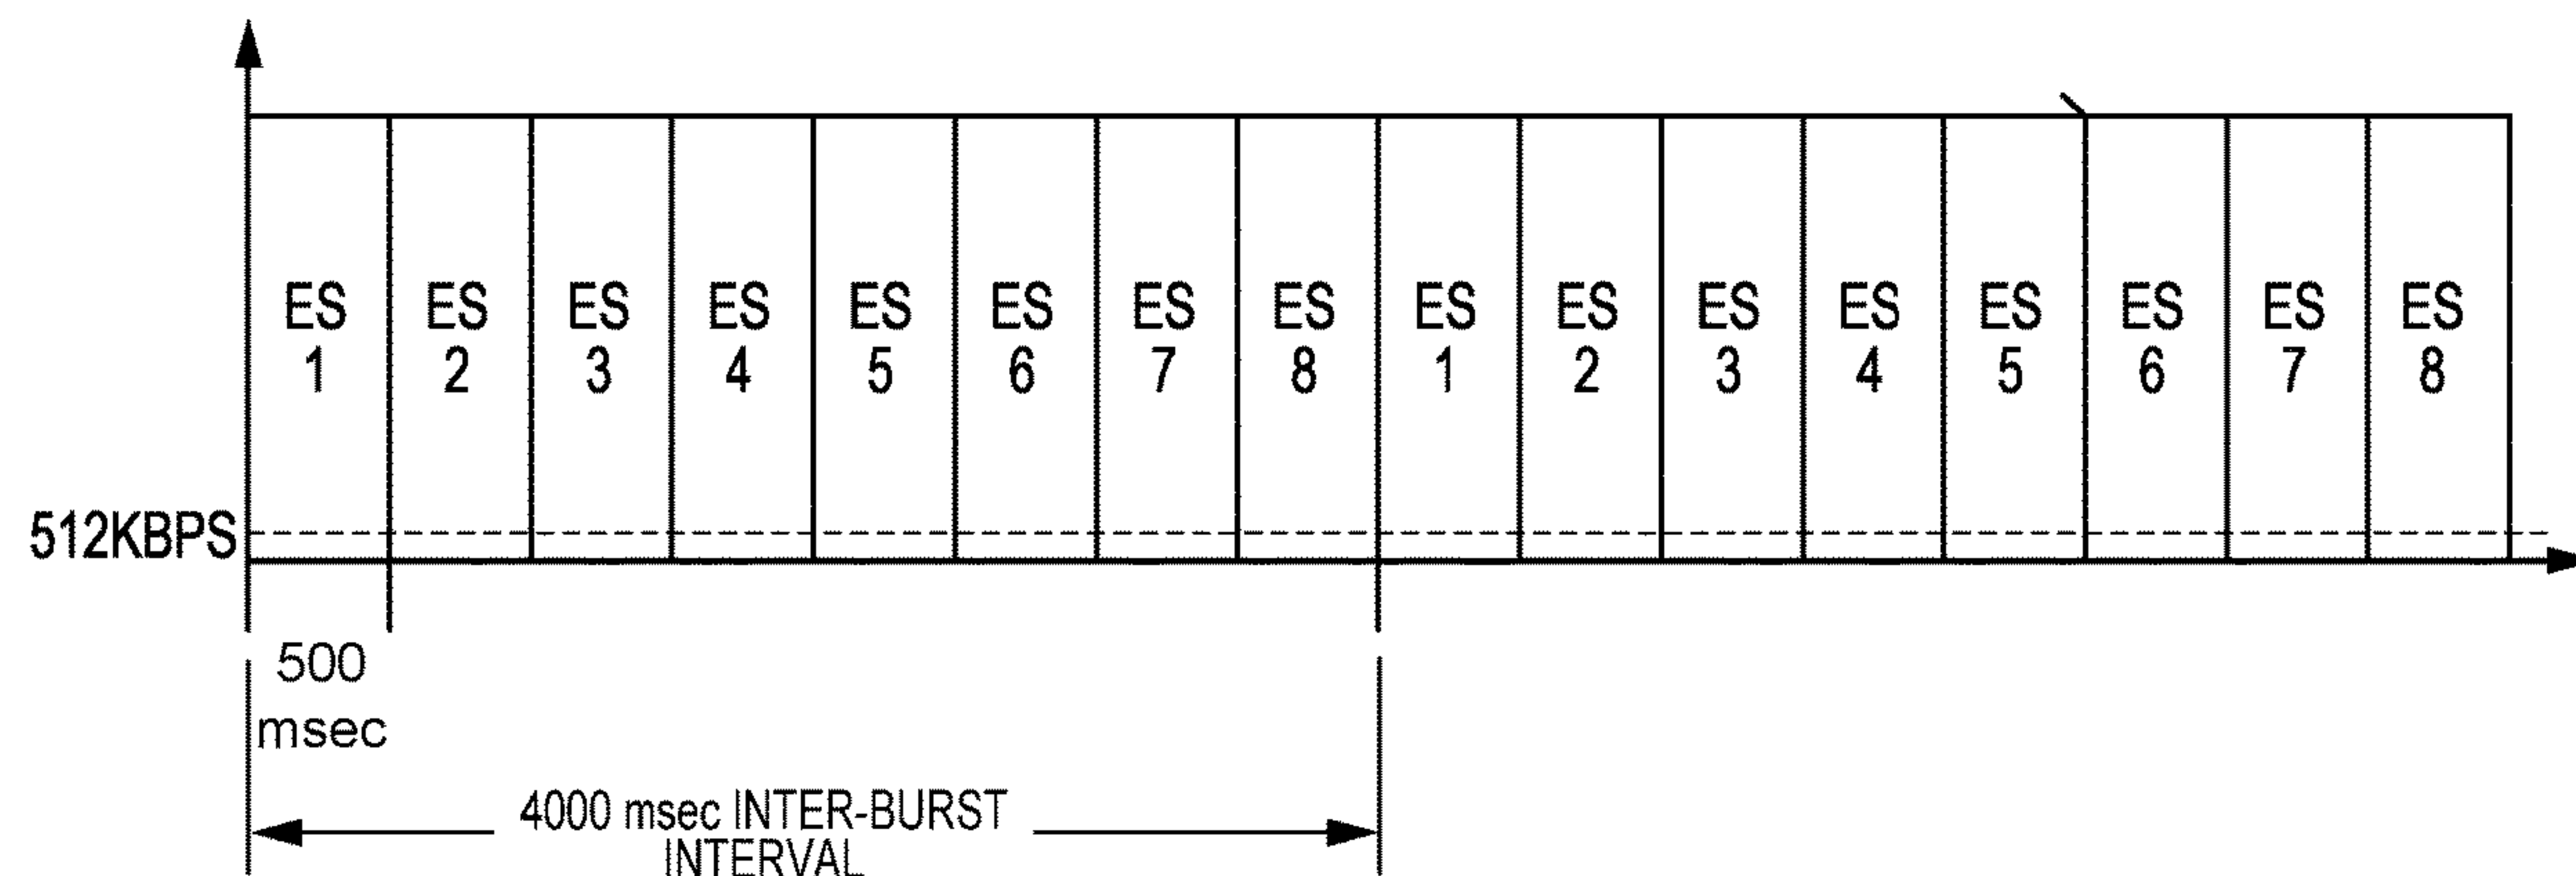 ES ES ES ES ES ES ES ES ES ES ES ES ES ES ES ES
1 2 3 4 5 6 7 8 1 2 3 4 5 6 7 8
512KBPS
500
msec
4000 msec INTER-BURST
INTERVAL